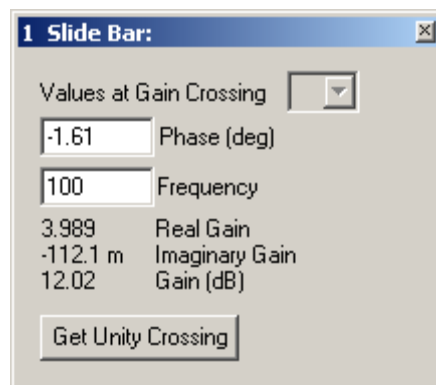 1 Slide Bar:
Values at Gain Crossing
-1.61 Phase (deg)
100 Frequency
3.989 Real Gain
-112.1 m Imaginary Gain
12.02 Gain (dB)
Get Unity Crossing